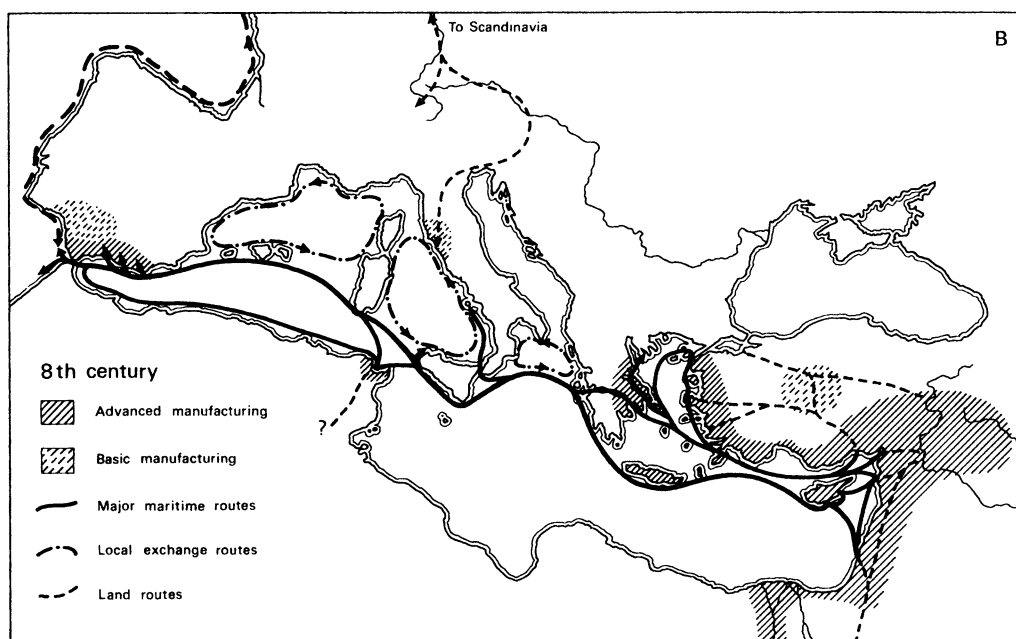 To Scandinavia
B
8th century
Advanced manufacturing
Basic manufacturing
Major maritime routes
Local exchange routes
Land routes
?